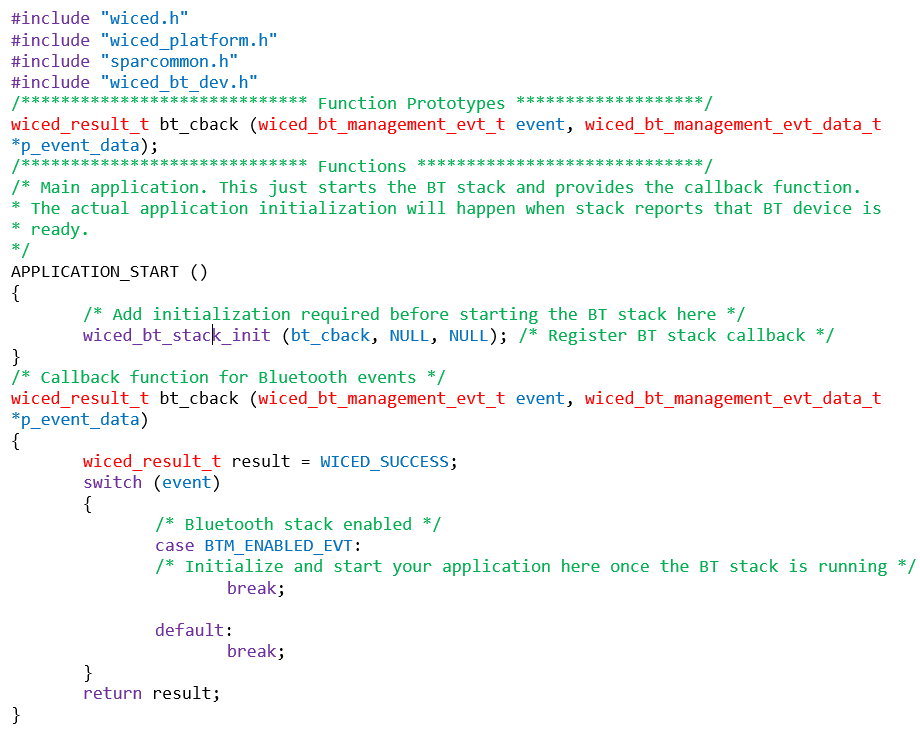 #include "wiced.h"
#include "wiced_platform.h"
#include "sparcommon.h"
#include "wiced_bt_dev.h"
/***************************** Function Prototypes *******************/
wiced_result_t bt_cback (wiced_bt_management_evt_t event, wiced_bt_management_evt_data_t
*p_event_data);
/***************************** Functions *****************************/
/* Main application. This just starts the BT stack and provides the callback function.
* The actual application initialization will happen when stack reports that BT device is
* ready.
*/
APPLICATION_START ()
{
	/* Add initialization required before starting the BT stack here */
	wiced_bt_stack_init (bt_cback, NULL, NULL); /* Register BT stack callback */
}
/* Callback function for Bluetooth events */
wiced_result_t bt_cback (wiced_bt_management_evt_t event, wiced_bt_management_evt_data_t
*p_event_data)
{
	wiced_result_t result = WICED_SUCCESS;
	switch (event)
	{
		/* Bluetooth stack enabled */
		case BTM_ENABLED_EVT:
		/* Initialize and start your application here once the BT stack is running */
			break;

		default:
			break;
	}
	return result;
}